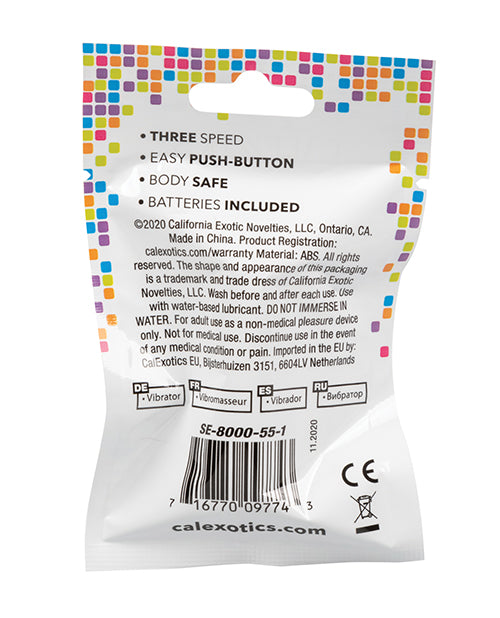 • THREE SPEED
• EASY PUSH-BUTTON
• BODY SAFE
• BATTERIES INCLUDED
©2020 California Exotic Novelties, LLC, Ontario, CA.
Made in China. Product Registration:
calexotics.com/warranty Material: ABS. All rights
reserved. The shape and appearance of this packaging
is a trademark and trade dress of California Exotic
Novelties, LLC. Wash before and after each use. Use
with water-based lubricant. DO NOT IMMERSE IN
WATER. For adult use as a non-medical pleasure device
only. Not for medical use. Discontinue use in the event
of any medical condition or pain. Imported in the EU by:
CalExotics EU, Bijsterhuizen 3151, 6604LV Netherlands
DE • Vibrator
FR • Vibromasseur
ES • Vibrador
RU • Вибратор
SE-8000-55-1
11.2020
7 16770 09774 3
CE
calexotics.com